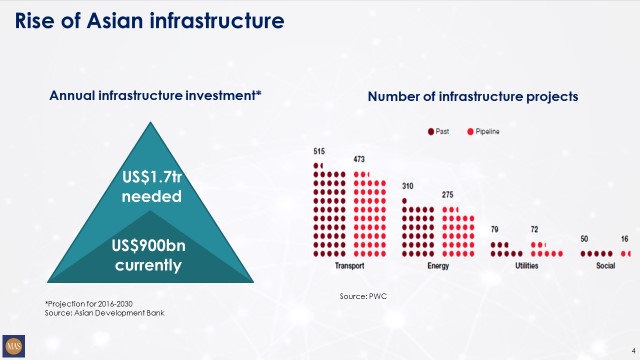 Rise of Asian infrastructure
Annual infrastructure investment*
US$1.7tr
needed
US$900bn
currently
*Projection for 2016-2030
Source: Asian Development Bank
Number of infrastructure projects
Past Pipeline
515 473 310 275 79 72 50 16
Transport Energy Utilities Social
Source: PWC
MAS
4